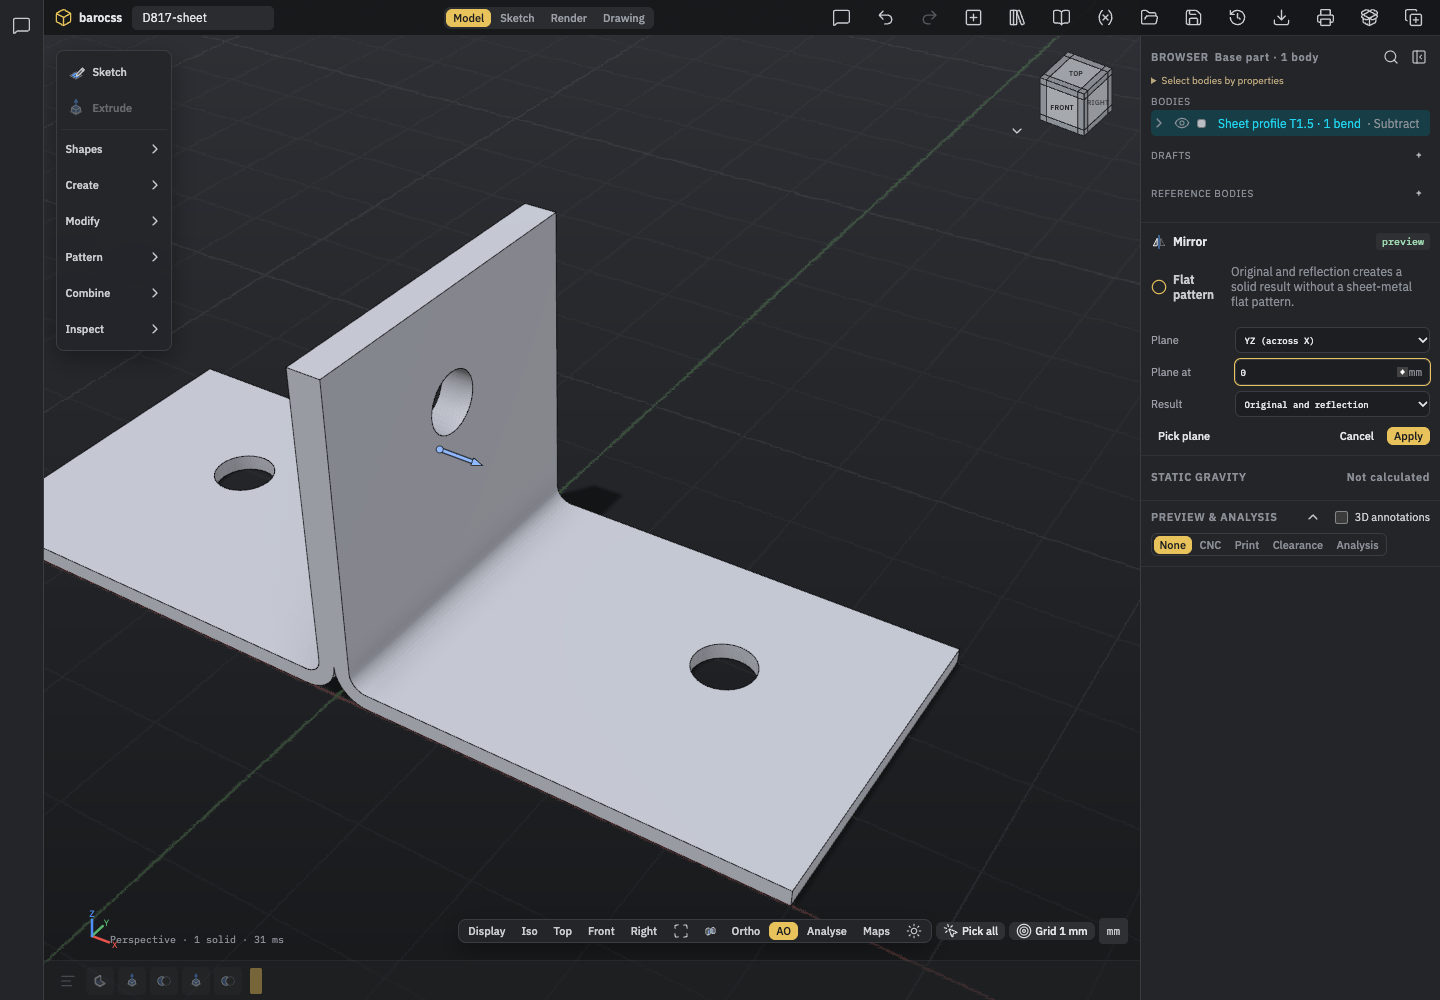 barocss
D817-sheet
Model
Sketch
Render
Drawing
Sketch
Extrude
Shapes
Create
Modify
Pattern
Combine
Inspect
TOP
FRONT
RIGHT
BROWSER Base part · 1 body
Select bodies by properties
BODIES
Sheet profile T1.5 · 1 bend · Subtract
DRAFTS
REFERENCE BODIES
Mirror
preview
Flat pattern
Original and reflection creates a
solid result without a sheet-metal
flat pattern.
Plane
YZ (across X)
Plane at
0
mm
Result
Original and reflection
Pick plane
Cancel
Apply
STATIC GRAVITY
Not calculated
PREVIEW & ANALYSIS
3D annotations
None
CNC
Print
Clearance
Analysis
Z
Y
X
Perspective · 1 solid · 31 ms
Display
Iso
Top
Front
Right
Ortho
AO
Analyse
Maps
Pick all
Grid 1 mm
mm